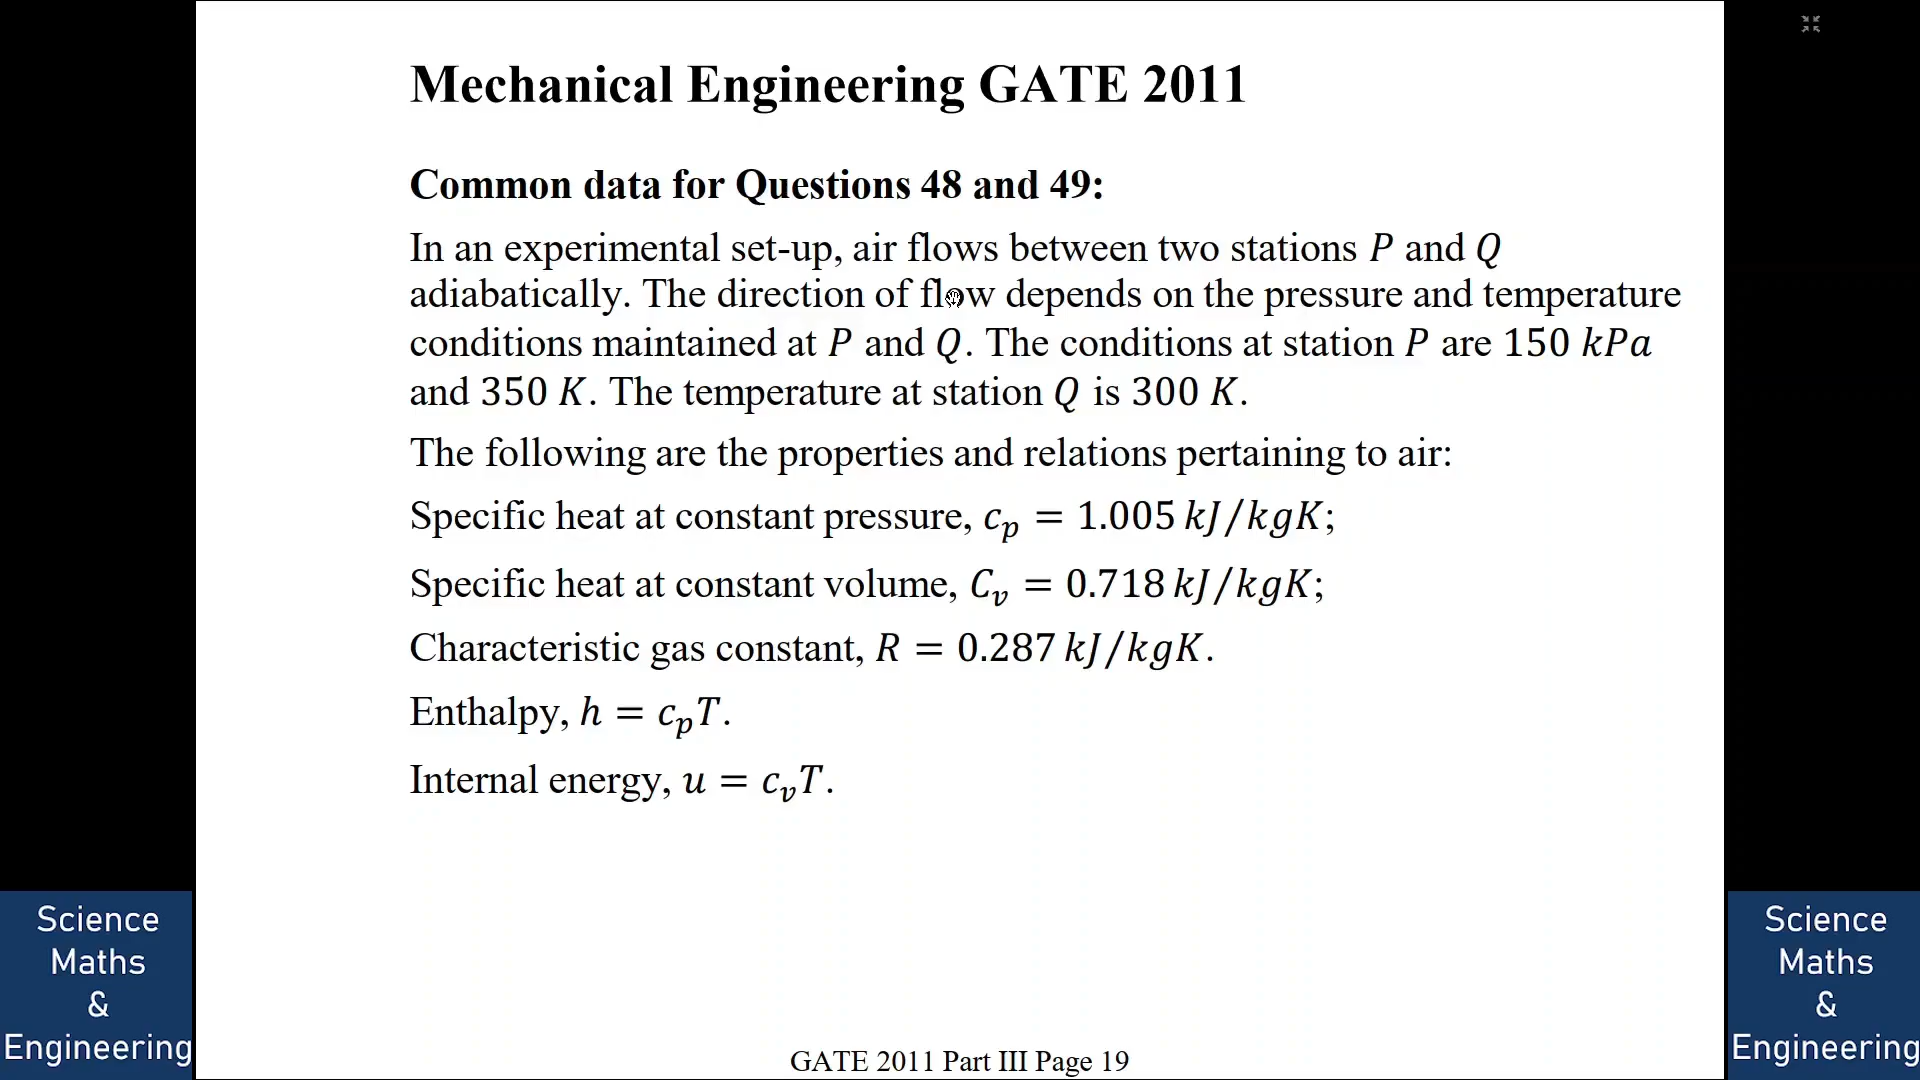 Mechanical Engineering GATE 2011
Common data for Questions 48 and 49:
In an experimental set-up, air flows between two stations P and Q
adiabatically. The direction of flow depends on the pressure and temperature
conditions maintained at P and Q. The conditions at station P are 150 kPa
and 350 K. The temperature at station Q is 300 K.
The following are the properties and relations pertaining to air:
Specific heat at constant pressure, c_p = 1.005 kJ/kgK;
Specific heat at constant volume, C_v = 0.718 kJ/kgK;
Characteristic gas constant, R = 0.287 kJ/kgK.
Enthalpy, h = c_pT.
Internal energy, u = c_vT.
Science
Maths
&
Engineering
Science
Maths
&
Engineering
GATE 2011 Part III Page 19